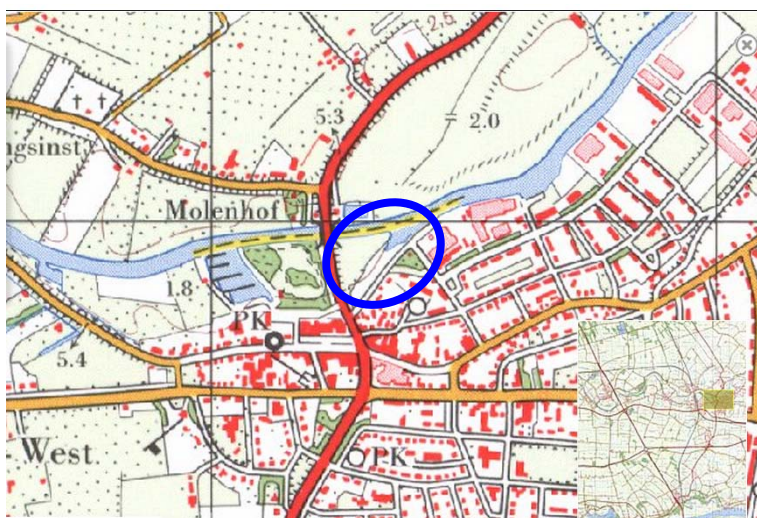 2,5
5.3
= 2.0
ngsinst.
Molenhof
1.8
PK
5.4
West
PK